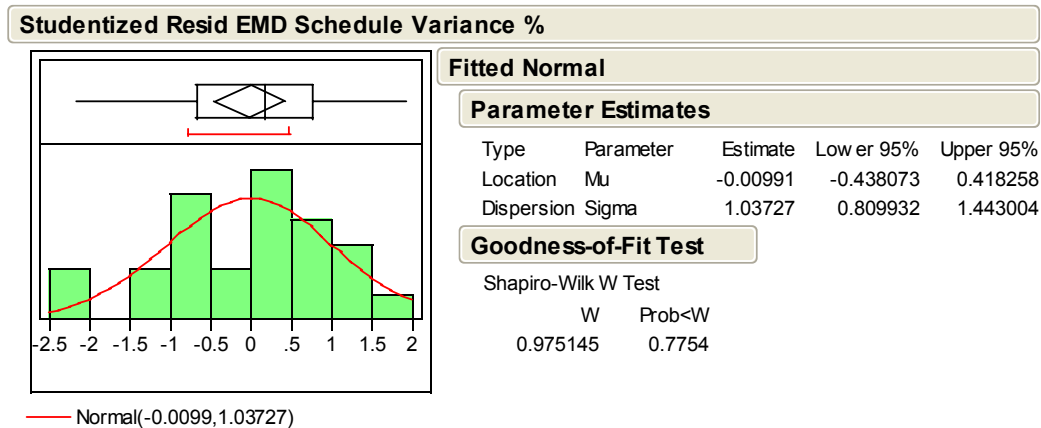 Studentized Resid EMD Schedule Variance %
-2.5 -2 -1.5 -1 -0.5 0 .5 1 1.5 2
Normal(-0.0099,1.03727)
Fitted Normal
Parameter Estimates
Type Parameter Estimate Lower 95% Upper 95%
Location Mu -0.00991 -0.438073 0.418258
Dispersion Sigma 1.03727 0.809932 1.443004
Goodness-of-Fit Test
Shapiro-Wilk W Test
W Prob<W
0.975145 0.7754